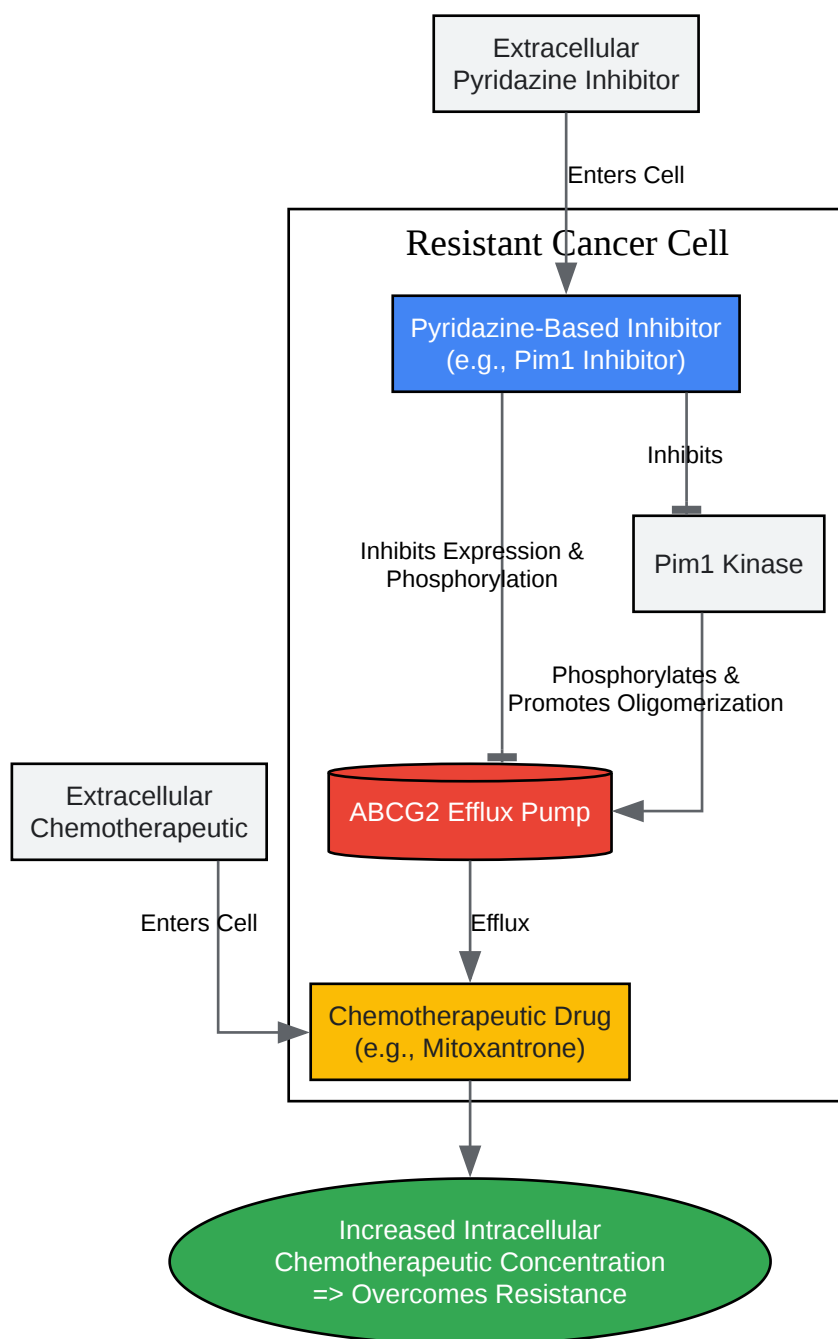 Extracellular
Pyridazine Inhibitor
Enters Cell
Resistant Cancer Cell
Pyridazine-Based Inhibitor
(e.g., Pim1 Inhibitor)
Inhibits
Inhibits Expression &
Phosphorylation
Pim1 Kinase
Phosphorylates &
Promotes Oligomerization
Extracellular
Chemotherapeutic
ABCG2 Efflux Pump
Enters Cell
Efflux
Chemotherapeutic Drug
(e.g., Mitoxantrone)
Increased Intracellular
Chemotherapeutic Concentration
=> Overcomes Resistance